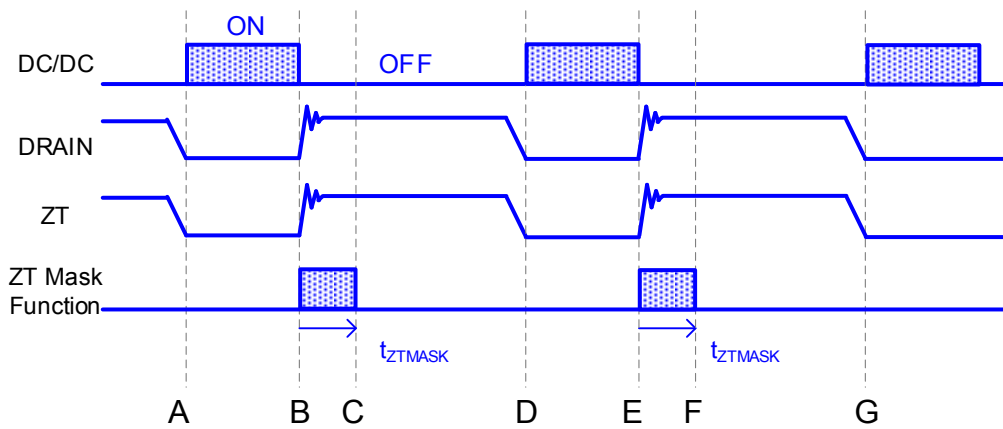 ON
DC/DC
OFF
DRAIN
ZT
ZT Mask
Function
tZTMASK
tZTMASK
A
B
C
D
E
F
G